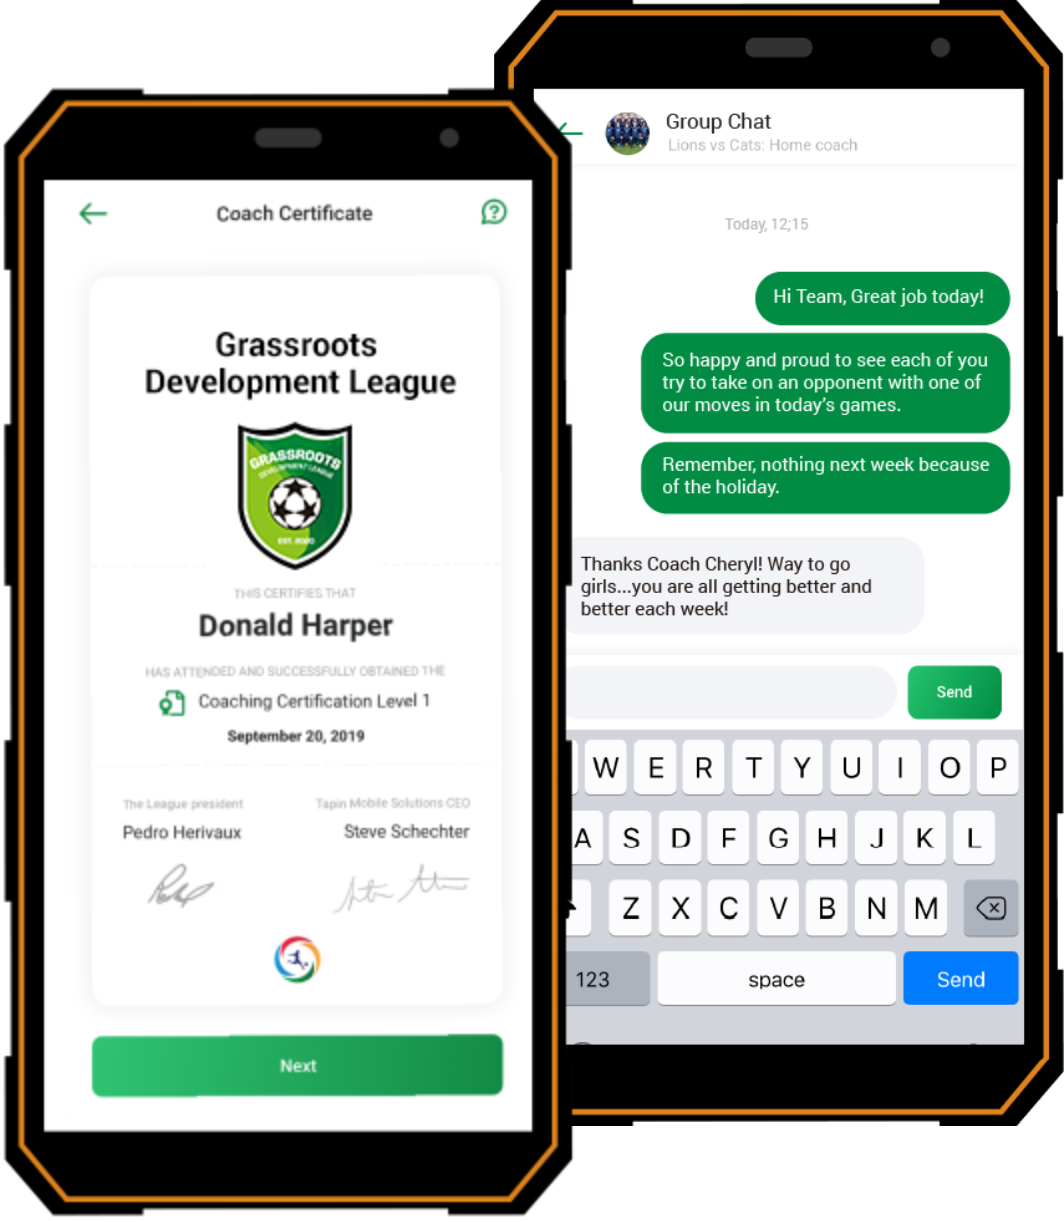 Coach Certificate
Grassroots
Development League
GRASSROOTS
DEVELOPMENT LEAGUE
EST. 2020
THIS CERTIFIES THAT
Donald Harper
HAS ATTENDED AND SUCCESSFULLY OBTAINED THE
Coaching Certification Level 1
September 20, 2019
The League president
Pedro Herivaux
Tapin Mobile Solutions CEO
Steve Schechter
Next
Group Chat
Lions vs Cats: Home coach
Today, 12;15
Hi Team, Great job today!
So happy and proud to see each of you
try to take on an opponent with one of
our moves in today's games.
Remember, nothing next week because
of the holiday.
Thanks Coach Cheryl! Way to go
girls...you are all getting better and
better each week!
Send
W E R T Y U I O P
A S D F G H J K L
Z X C V B N M
123 space Send